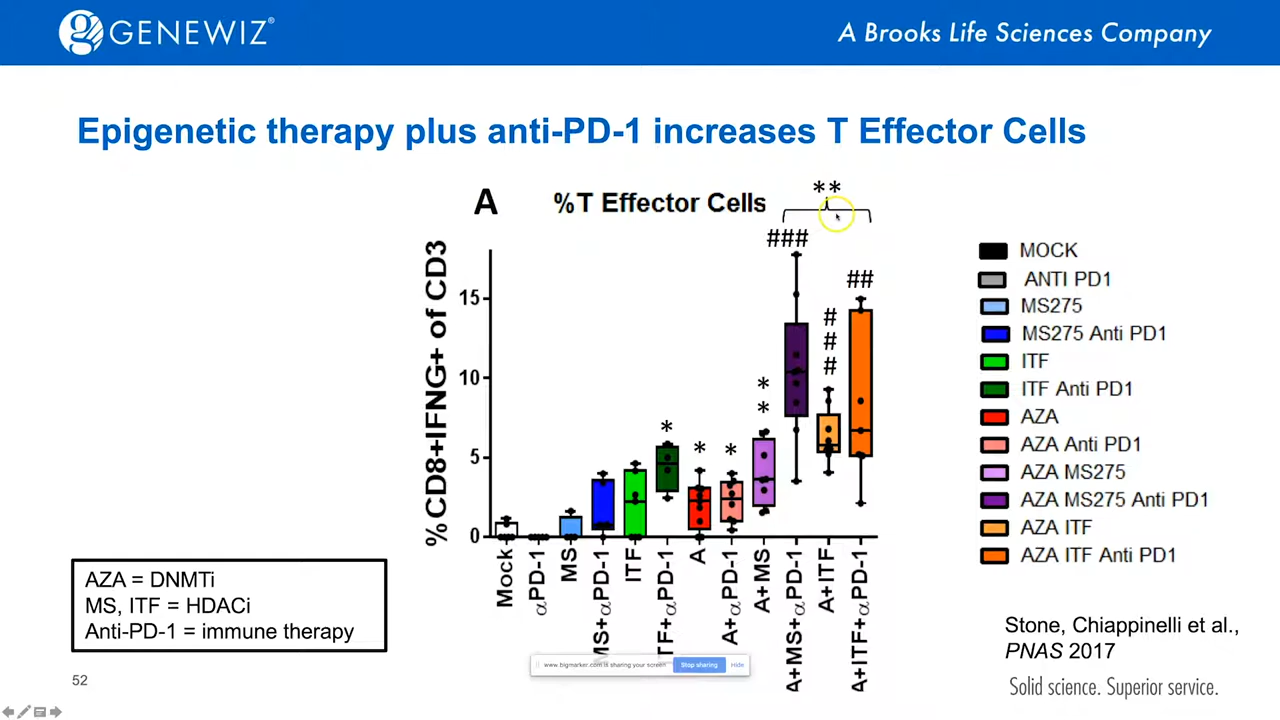 GENEWIZ®
A Brooks Life Sciences Company
Epigenetic therapy plus anti-PD-1 increases T Effector Cells
A
%T Effector Cells
**
###
##
#
#
#
*
*
*
*
*
% CD8+IFNG+ of CD3
15
10
5
0
Mock
αPD-1
MS
MS+αPD-1
ITF
TF+αPD-1
A
A+αPD-1
A+MS
A+MS+αPD-1
A+ITF
A+ITF+αPD-1
MOCK
ANTI PD1
MS275
MS275 Anti PD1
ITF
ITF Anti PD1
AZA
AZA Anti PD1
AZA MS275
AZA MS275 Anti PD1
AZA ITF
AZA ITF Anti PD1
AZA = DNMTi
MS, ITF = HDACi
Anti-PD-1 = immune therapy
Stone, Chiappinelli et al.,
PNAS 2017
www.bigmarker.com is sharing your screen
Stop sharing
Hide
52
Solid science. Superior service.